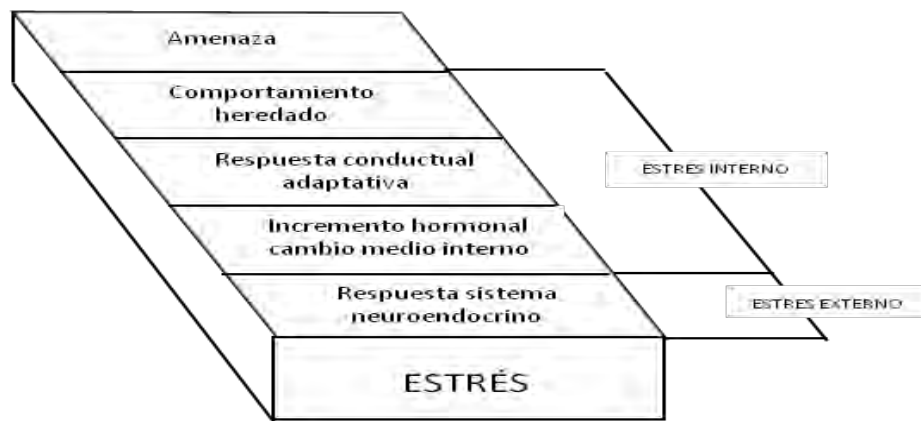 Amenaza
Comportamiento
heredado
Respuesta conductual
adaptativa
Incremento hormonal
cambio medio interno
Respuesta sistema
neuroendocrino
ESTRÉS
ESTRES INTERNO
ESTRES EXTERNO